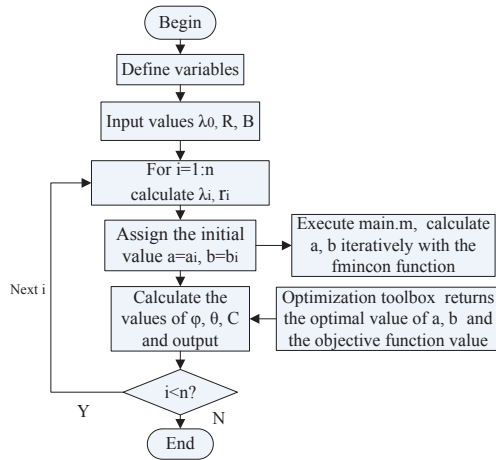 Begin
Define variables
Input values λ0, R, B
For i=1:n
calculate λi, ri
Assign the initial
value a=ai, b=bi
Execute main.m, calculate
a, b iteratively with the
fmincon function
Next i
Calculate the
values of φ, θ, C
and output
Optimization toolbox returns
the optimal value of a, b and
the objective function value
i<n?
Y
N
End